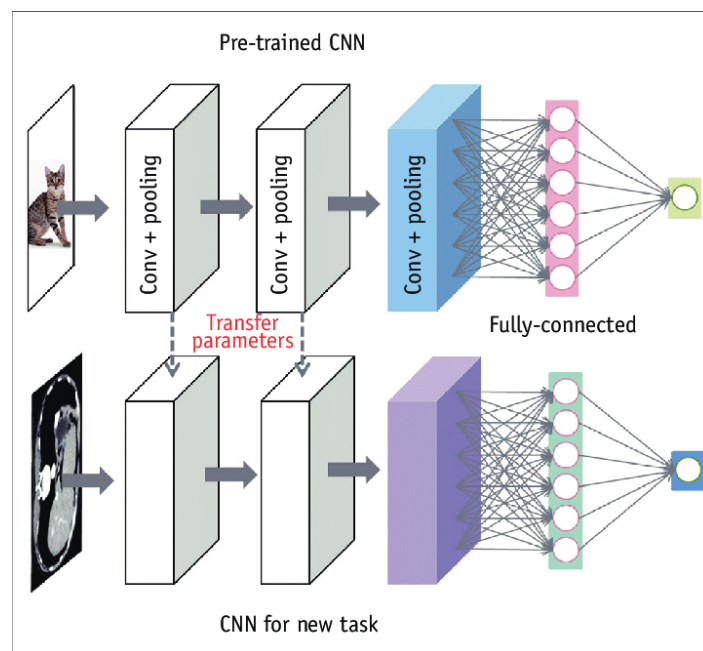 Pre-trained CNN
Conv + pooling
Conv + pooling
Conv + pooling
Transfer
parameters
Fully-connected
CNN for new task